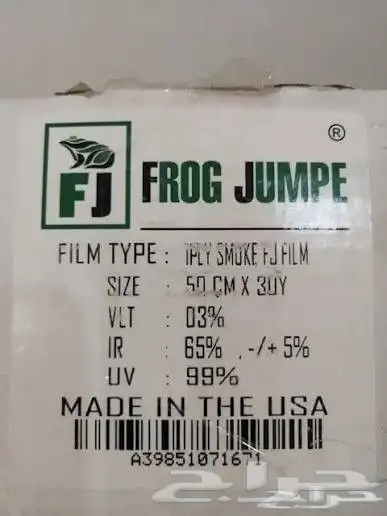 ®
FJ FROG JUMPE
FILM TYPE : 1PLY SMOKE FJ FILM
SIZE : 50 CM X 30Y
VLT : 03%
IR : 65% , -/+ 5%
UV : 99%
MADE IN THE USA
A39851071671
حراج